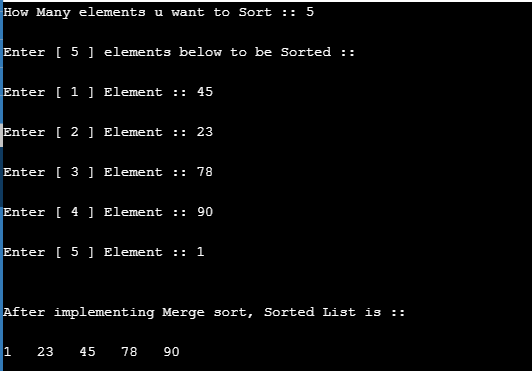 How Many elements u want to Sort :: 5
Enter [ 5 ] elements below to be Sorted ::
Enter [ 1 ] Element :: 45
Enter [ 2 ] Element :: 23
Enter [ 3 ] Element :: 78
Enter [ 4 ] Element :: 90
Enter [ 5 ] Element :: 1
After implementing Merge sort, Sorted List is ::
1 23 45 78 90